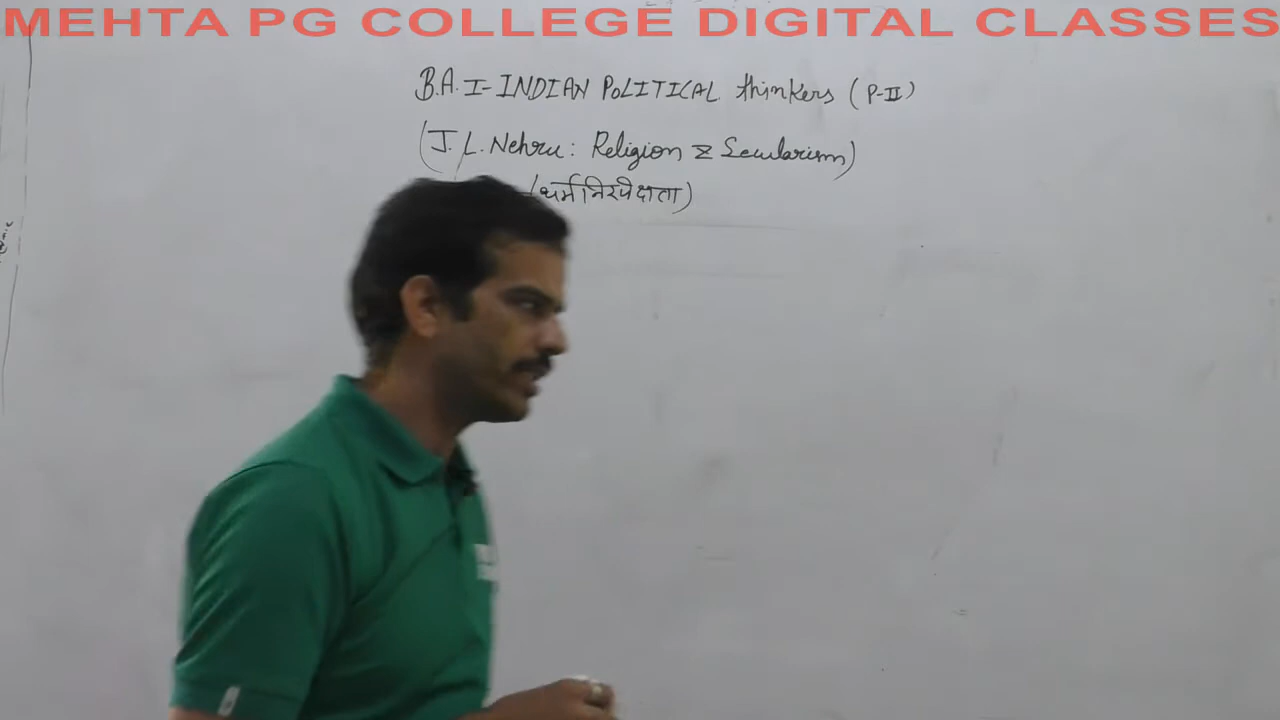 MEHTA PG COLLEGE DIGITAL CLASSES
B.A. I-INDIAN POLITICAL thinkers (P-II)
(J.L. Nehru: Religion & Secularism)
(धर्मनिरपेक्षता)